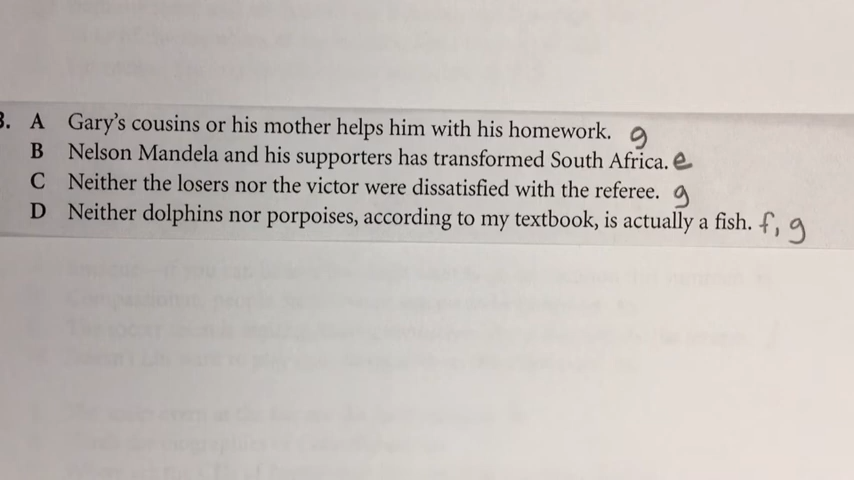 3. A Gary's cousins or his mother helps him with his homework. g
B Nelson Mandela and his supporters has transformed South Africa. e
C Neither the losers nor the victor were dissatisfied with the referee. g
D Neither dolphins nor porpoises, according to my textbook, is actually a fish. f, g